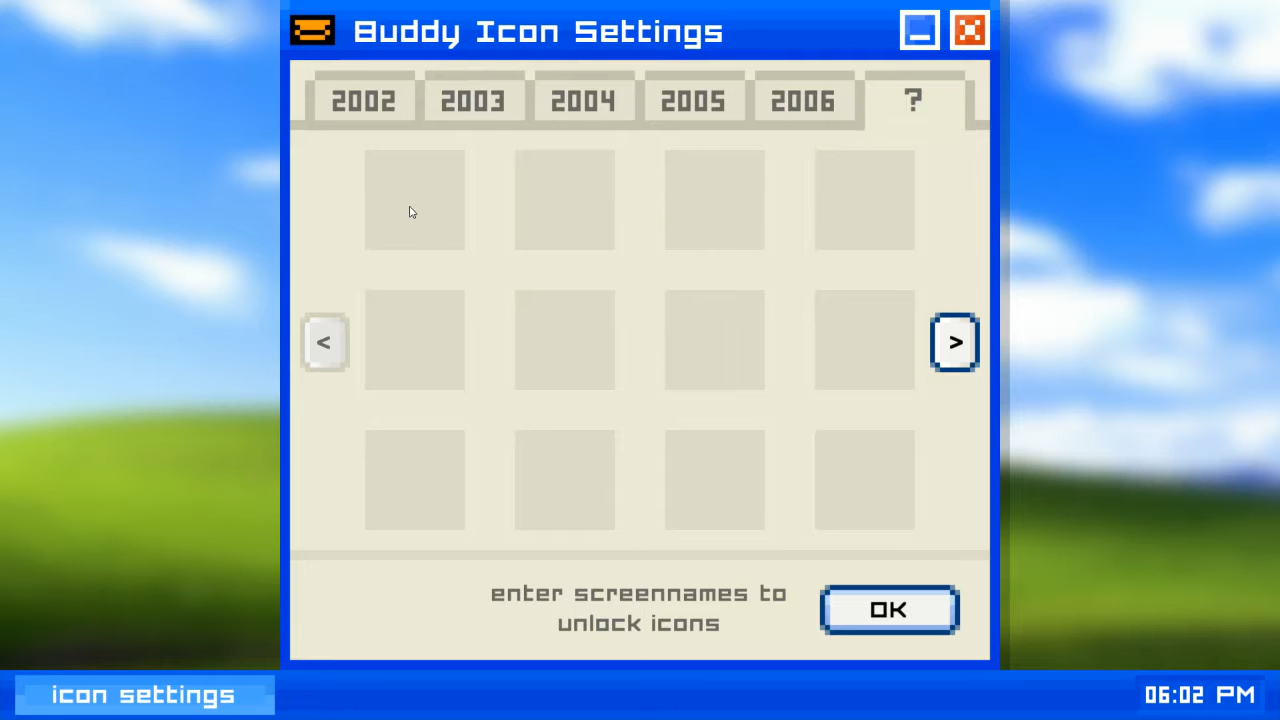 Buddy Icon Settings
2002 2003 2004 2005 2006 ?
< >
enter screennames to
unlock icons
OK
icon settings
06:02 PM